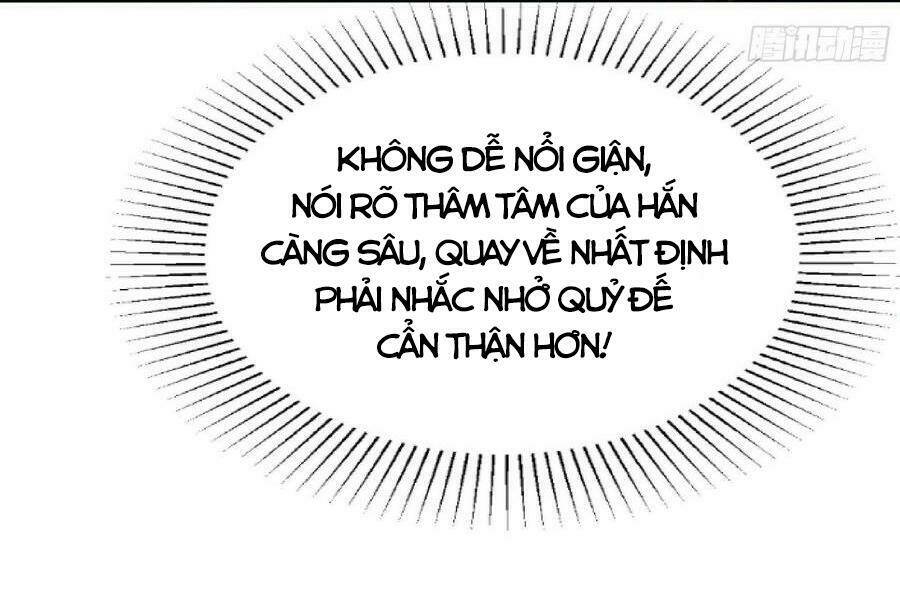 腾讯动漫
KHÔNG DỄ NỔI GIẬN,
NÓI RÕ THÂM TÂM CỦA HẮN
CÀNG SÂU, QUAY VỀ NHẤT ĐỊNH
PHẢI NHẮC NHỞ QUỶ ĐẾ
CẨN THẬN HƠN!